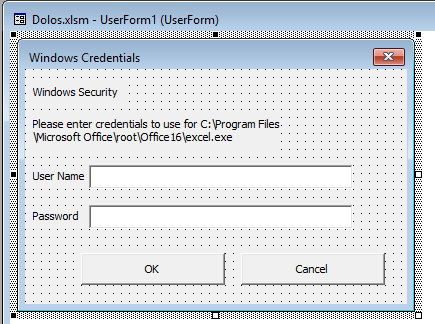 Dolos.xlsm - UserForm1 (UserForm)
Windows Credentials
Windows Security
Please enter credentials to use for C:\Program Files
\Microsoft Office\root\Office16\excel.exe
User Name
Password
OK Cancel